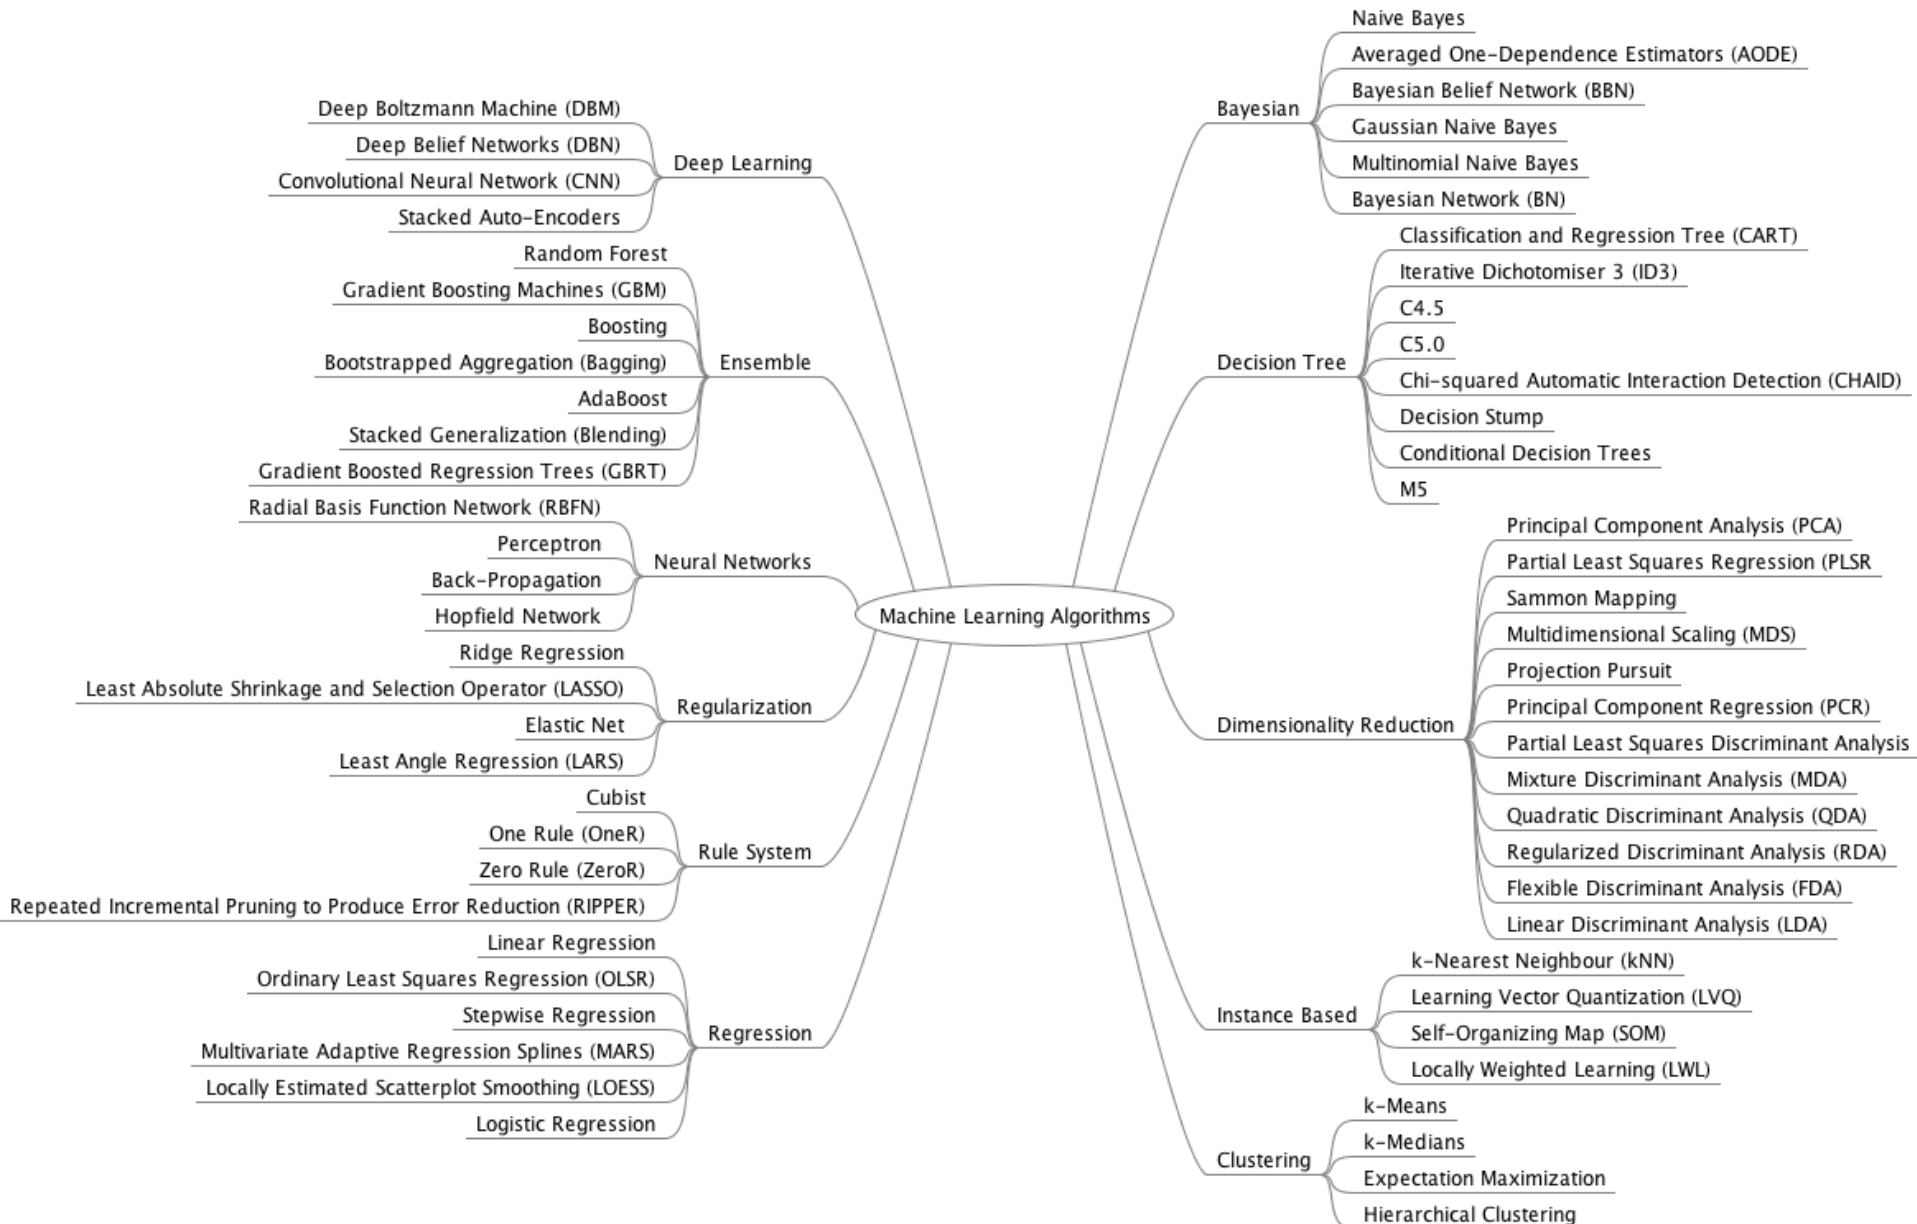 Deep Learning
Deep Boltzmann Machine (DBM)
Deep Belief Networks (DBN)
Convolutional Neural Network (CNN)
Stacked Auto-Encoders
Ensemble
Random Forest
Gradient Boosting Machines (GBM)
Boosting
Bootstrapped Aggregation (Bagging)
AdaBoost
Stacked Generalization (Blending)
Gradient Boosted Regression Trees (GBRT)
Neural Networks
Radial Basis Function Network (RBFN)
Perceptron
Back-Propagation
Hopfield Network
Regularization
Ridge Regression
Least Absolute Shrinkage and Selection Operator (LASSO)
Elastic Net
Least Angle Regression (LARS)
Rule System
Cubist
One Rule (OneR)
Zero Rule (ZeroR)
Repeated Incremental Pruning to Produce Error Reduction (RIPPER)
Regression
Linear Regression
Ordinary Least Squares Regression (OLSR)
Stepwise Regression
Multivariate Adaptive Regression Splines (MARS)
Locally Estimated Scatterplot Smoothing (LOESS)
Logistic Regression
Machine Learning Algorithms
Bayesian
Naive Bayes
Averaged One-Dependence Estimators (AODE)
Bayesian Belief Network (BBN)
Gaussian Naive Bayes
Multinomial Naive Bayes
Bayesian Network (BN)
Decision Tree
Classification and Regression Tree (CART)
Iterative Dichotomiser 3 (ID3)
C4.5
C5.0
Chi-squared Automatic Interaction Detection (CHAID)
Decision Stump
Conditional Decision Trees
M5
Dimensionality Reduction
Principal Component Analysis (PCA)
Partial Least Squares Regression (PLSR
Sammon Mapping
Multidimensional Scaling (MDS)
Projection Pursuit
Principal Component Regression (PCR)
Partial Least Squares Discriminant Analysis
Mixture Discriminant Analysis (MDA)
Quadratic Discriminant Analysis (QDA)
Regularized Discriminant Analysis (RDA)
Flexible Discriminant Analysis (FDA)
Linear Discriminant Analysis (LDA)
Instance Based
k-Nearest Neighbour (kNN)
Learning Vector Quantization (LVQ)
Self-Organizing Map (SOM)
Locally Weighted Learning (LWL)
Clustering
k-Means
k-Medians
Expectation Maximization
Hierarchical Clustering